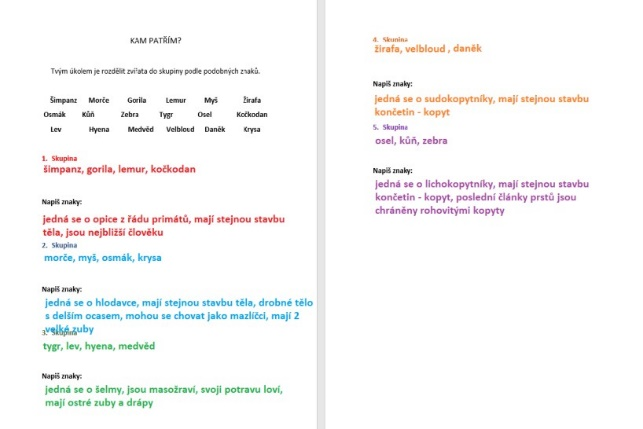 KAM PATŘÍM?
Tvým úkolem je rozdělit zvířata do skupiny podle podobných znaků.
Šimpanz Morče Gorila Lemur Myš Žirafa
Osmák Kůň Zebra Tygr Osel Kočkodan
Lev Hyena Medvěd Velbloud Daněk Krysa
1. Skupina
šimpanz, gorila, lemur, kočkodan
Napiš znaky:
jedná se o opice z řádu primátů, mají stejnou stavbu
těla, jsou nejbližší člověku
2. Skupina
morče, myš, osmák, krysa
Napiš znaky:
jedná se o hlodavce, mají stejnou stavbu těla, drobné tělo
s delším ocasem, mohou se chovat jako mazlíčci, mají 2
velké zuby
3. Skupina
tygr, lev, hyena, medvěd
Napiš znaky:
jedná se o šelmy, jsou masožraví, svoji potravu loví,
mají ostré zuby a drápy
4. Skupina
žirafa, velbloud , daněk
Napiš znaky:
jedná se o sudokopytníky, mají stejnou stavbu
končetin - kopyt
5. Skupina
osel, kůň, zebra
Napiš znaky:
jedná se o lichokopytníky, mají stejnou stavbu
končetin - kopyt, poslední články prstů jsou
chráněny rohovitými kopyty